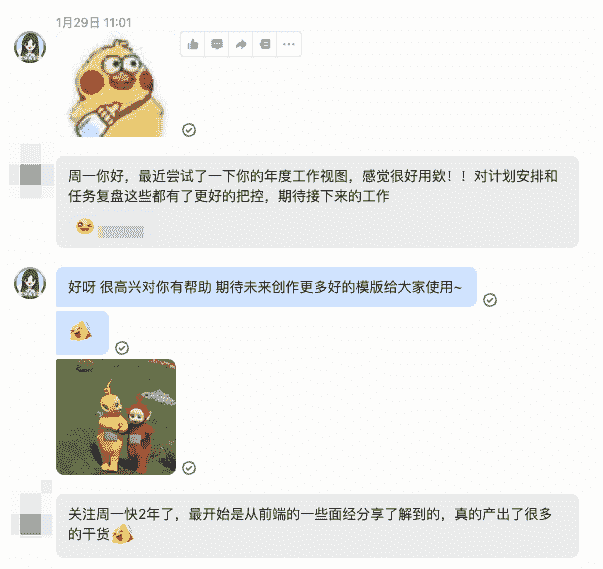 1月29日 11:01
周一你好，最近尝试了一下你的年度工作视图，感觉很好用欸！！对计划安排和
任务复盘这些都有了更好的把控，期待接下来的工作
好呀 很高兴对你有帮助 期待未来创作更多好的模版给大家使用~
关注周一快2年了，最开始是从前端的一些面经分享了解到的，真的产出了很多
的干货